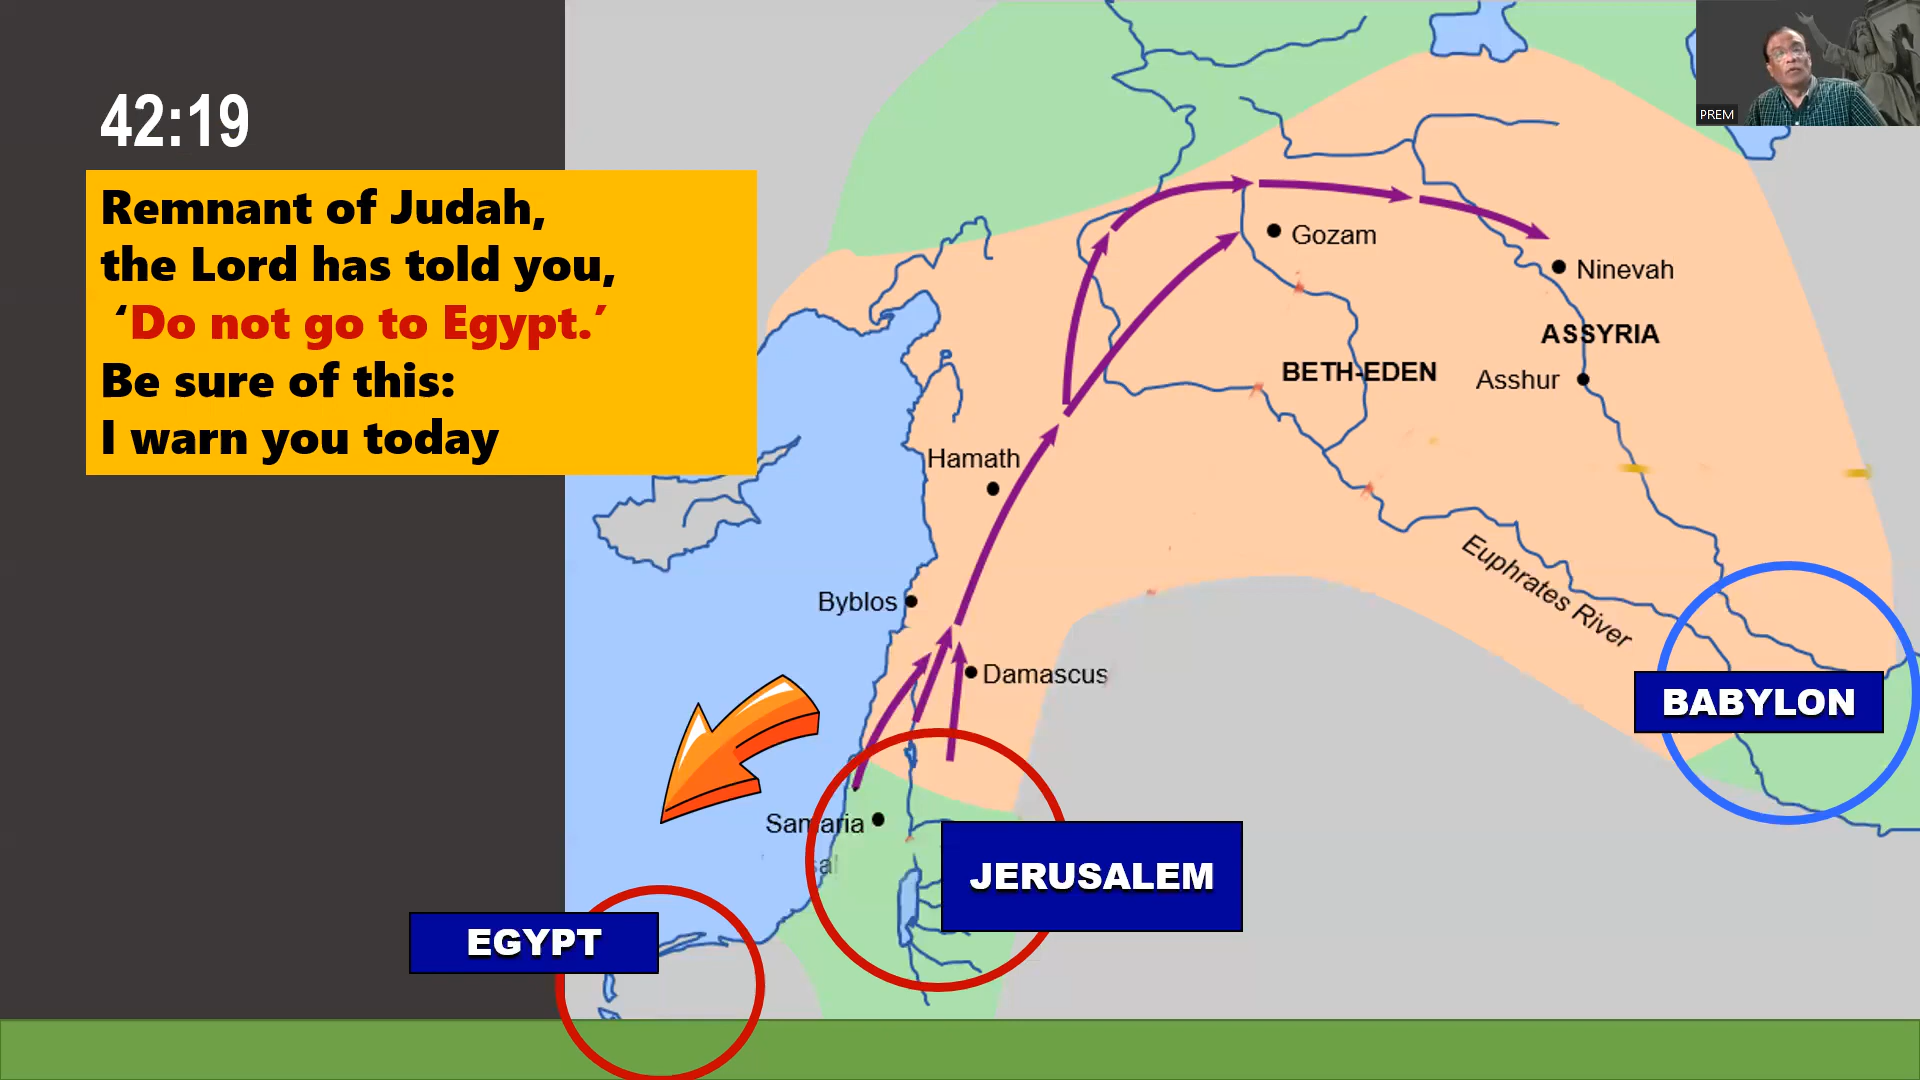 42:19
Remnant of Judah,
the Lord has told you,
‘Do not go to Egypt.’
Be sure of this:
I warn you today
PREM
Gozam
Ninevah
ASSYRIA
BETH-EDEN
Asshur
Hamath
Byblos
Euphrates River
Damascus
BABYLON
Samaria
JERUSALEM
EGYPT